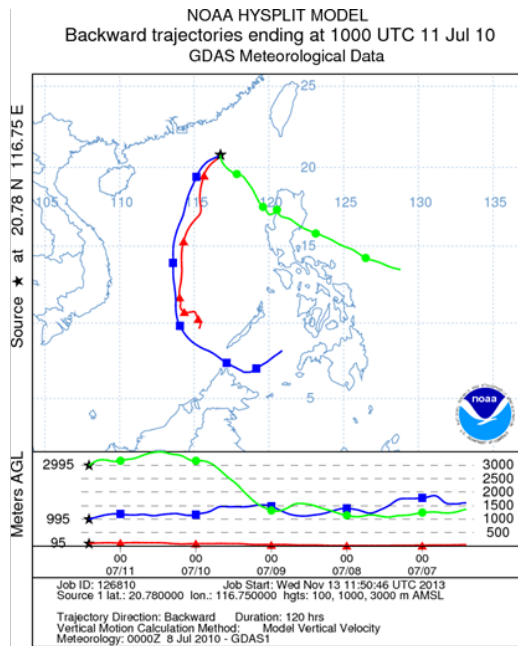 NOAA HYSPLIT MODEL
Backward trajectories ending at 1000 UTC 11 Jul 10
GDAS Meteorological Data
Source ★ at 20.78 N 116.75 E
25
20
105 110 115 120 125 130 135
15
5
noaa
Meters AGL
2995
995
95
3000
2500
2000
1500
1000
500
00 00 00 00 00
07/11 07/10 07/09 07/08 07/07
Job ID: 126810 Job Start: Wed Nov 13 11:50:46 UTC 2013
Source 1 lat.: 20.780000 lon.: 116.750000 hgts: 100, 1000, 3000 m AMSL
Trajectory Direction: Backward Duration: 120 hrs
Vertical Motion Calculation Method: Model Vertical Velocity
Meteorology: 0000Z 8 Jul 2010 - GDAS1